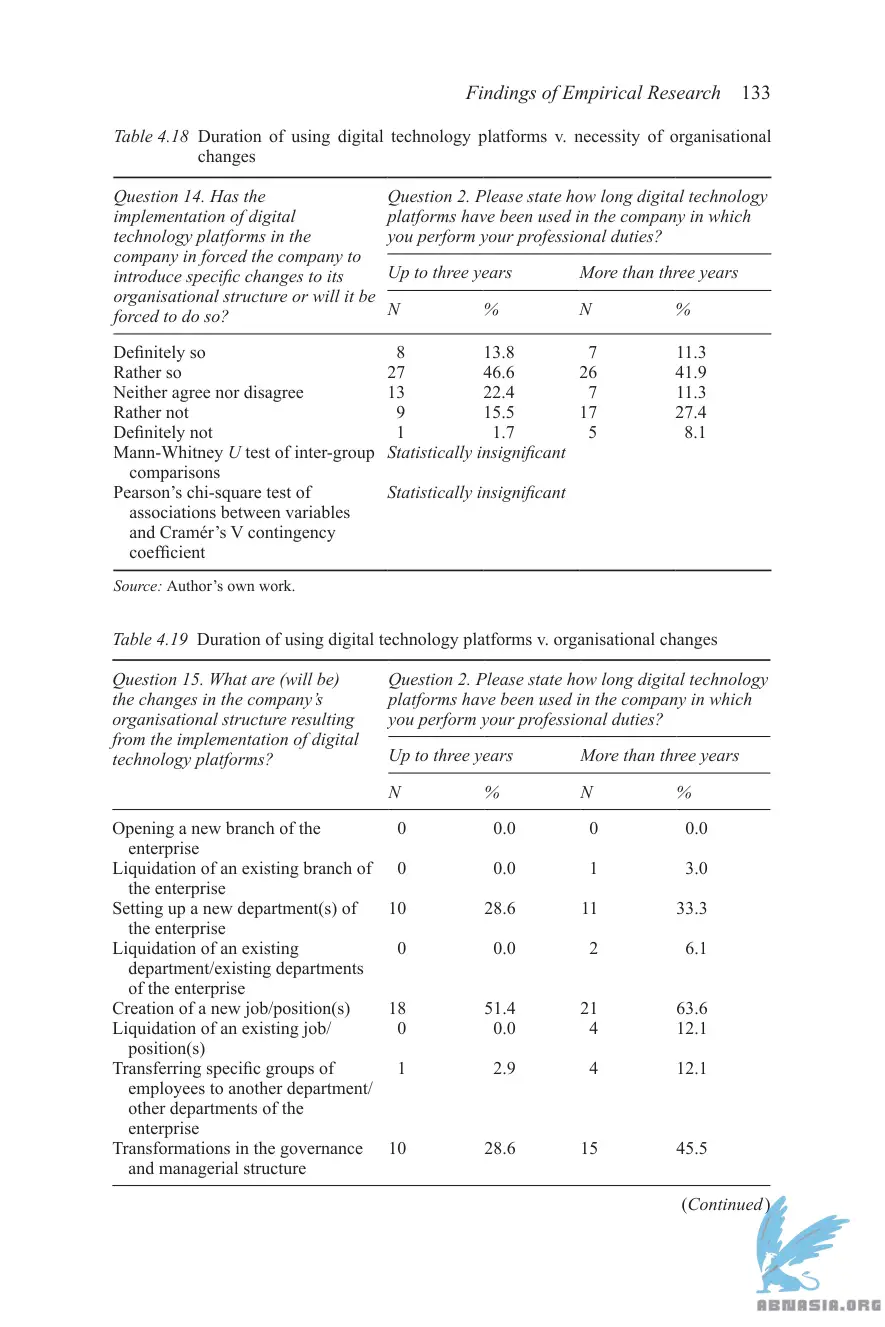 Findings of Empirical Research 133
Table 4.18 Duration of using digital technology platforms v. necessity of organisational
changes
Question 14. Has the
implementation of digital
technology platforms in the
company in forced the company to
introduce specific changes to its
organisational structure or will it be
forced to do so?
Question 2. Please state how long digital technology
platforms have been used in the company in which
you perform your professional duties?
Up to three years More than three years
N % N %
Definitely so 8 13.8 7 11.3
Rather so 27 46.6 26 41.9
Neither agree nor disagree 13 22.4 7 11.3
Rather not 9 15.5 17 27.4
Definitely not 1 1.7 5 8.1
Mann-Whitney U test of inter-group Statistically insignificant
comparisons
Pearson’s chi-square test of Statistically insignificant
associations between variables
and Cramér’s V contingency
coefficient
Source: Author’s own work.
Table 4.19 Duration of using digital technology platforms v. organisational changes
Question 15. What are (will be)
the changes in the company’s
organisational structure resulting
from the implementation of digital
technology platforms?
Question 2. Please state how long digital technology
platforms have been used in the company in which
you perform your professional duties?
Up to three years More than three years
N % N %
Opening a new branch of the 0 0.0 0 0.0
enterprise
Liquidation of an existing branch of 0 0.0 1 3.0
the enterprise
Setting up a new department(s) of 10 28.6 11 33.3
the enterprise
Liquidation of an existing 0 0.0 2 6.1
department/existing departments
of the enterprise
Creation of a new job/position(s) 18 51.4 21 63.6
Liquidation of an existing job/ 0 0.0 4 12.1
position(s)
Transferring specific groups of 1 2.9 4 12.1
employees to another department/
other departments of the
enterprise
Transformations in the governance 10 28.6 15 45.5
and managerial structure
(Continued)
ABNASIA.ORG